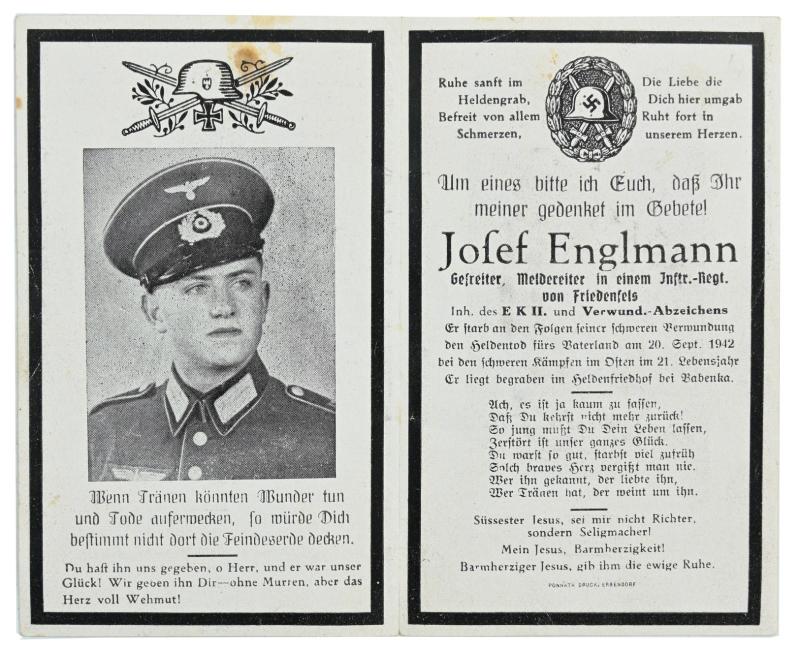 Wenn Tränen könnten Wunder tun
und Tode auferwecken, so würde Dich
bestimmt nicht dort die Feindeserde decken.
Du hast ihn uns gegeben, o Herr, und er war unser
Glück! Wir geben ihn Dir—ohne Murren, aber das
Herz voll Wehmut!
Ruhe sanft im
Heldengrab,
Befreit von allem
Schmerzen,
Die Liebe die
Dich hier umgab
Ruht fort in
unserem Herzen.
Um eines bitte ich Euch, daß Ihr
meiner gedenket im Gebete!
Josef Englmann
Gefreiter, Meldereiter in einem Instr.-Regt.
von Friedenfels
Inh. des E K II. und Verwund.-Abzeichens
Er starb an den Folgen seiner schweren Verwundung
den Heldentod fürs Vaterland am 20. Sept. 1942
bei den schweren Kämpfen im Osten im 21. Lebensjahr
Er liegt begraben im Heldenfriedhof bei Babenka.
Ach, es ist ja kaum zu fassen,
Daß Du kehrst nicht mehr zurück!
So jung mußt Du Dein Leben lassen,
Zerstört ist unser ganzes Glück.
Du warst so gut, starbst viel zufrüh
Solch braves Herz vergißt man nie.
Wer ihn gekannt, der liebte ihn,
Wer Tränen hat, der weint um ihn.
Süssester Jesus, sei mir nicht Richter,
sondern Seligmacher!
Mein Jesus, Barmherzigkeit!
Barmherziger Jesus, gib ihm die ewige Ruhe.
PONNATH DRUCK, ERBENDORF